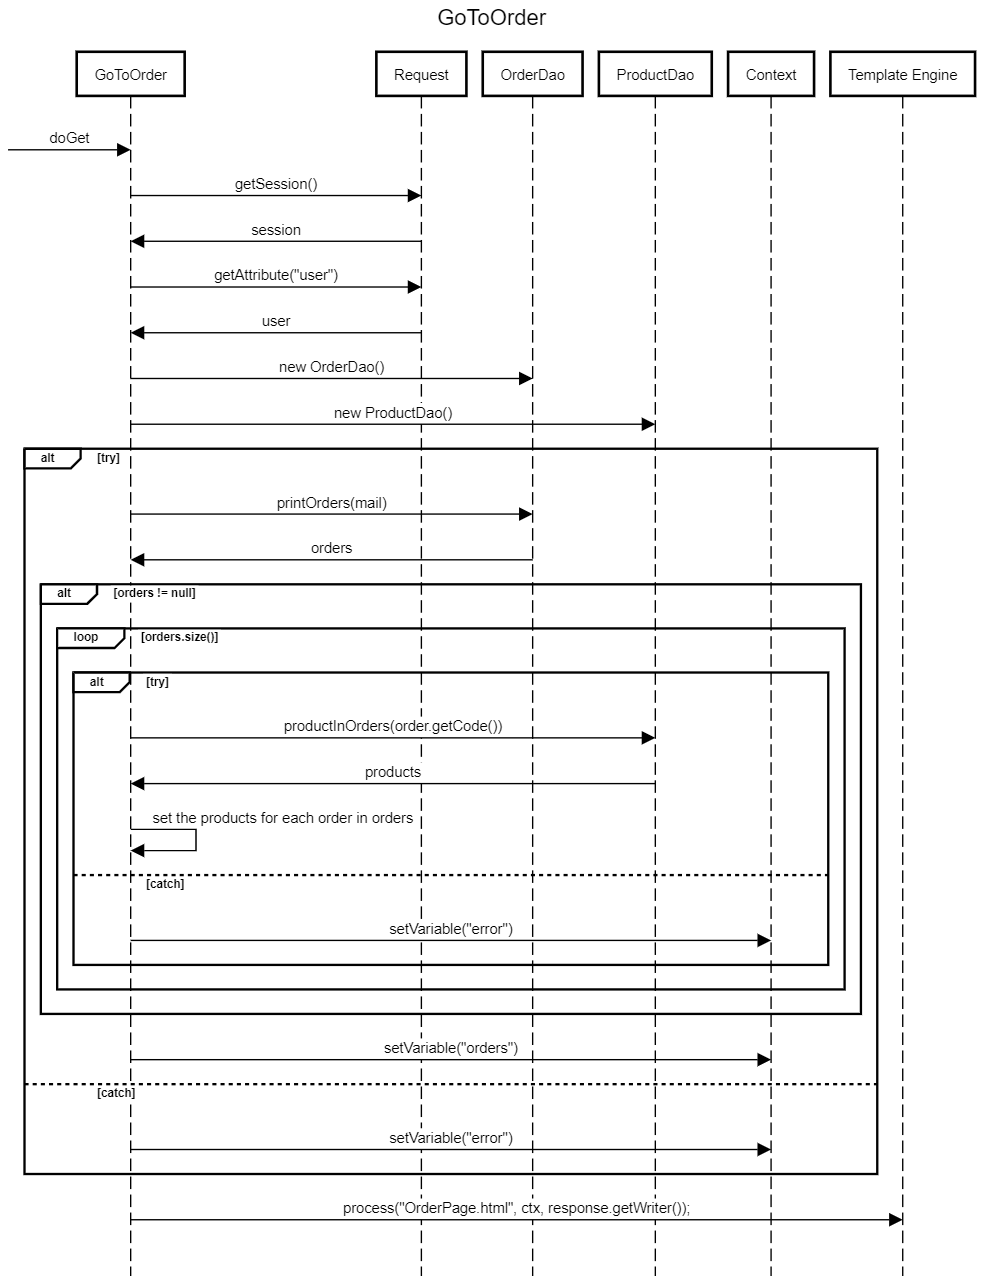 GoToOrder
GoToOrder
Request
OrderDao
ProductDao
Context
Template Engine
doGet
getSession()
session
getAttribute("user")
user
new OrderDao()
new ProductDao()
alt
[try]
printOrders(mail)
orders
alt
[orders != null]
loop
[orders.size()]
alt
[try]
productInOrders(order.getCode())
products
set the products for each order in orders
[catch]
setVariable("error")
setVariable("orders")
[catch]
setVariable("error")
process("OrderPage.html", ctx, response.getWriter());